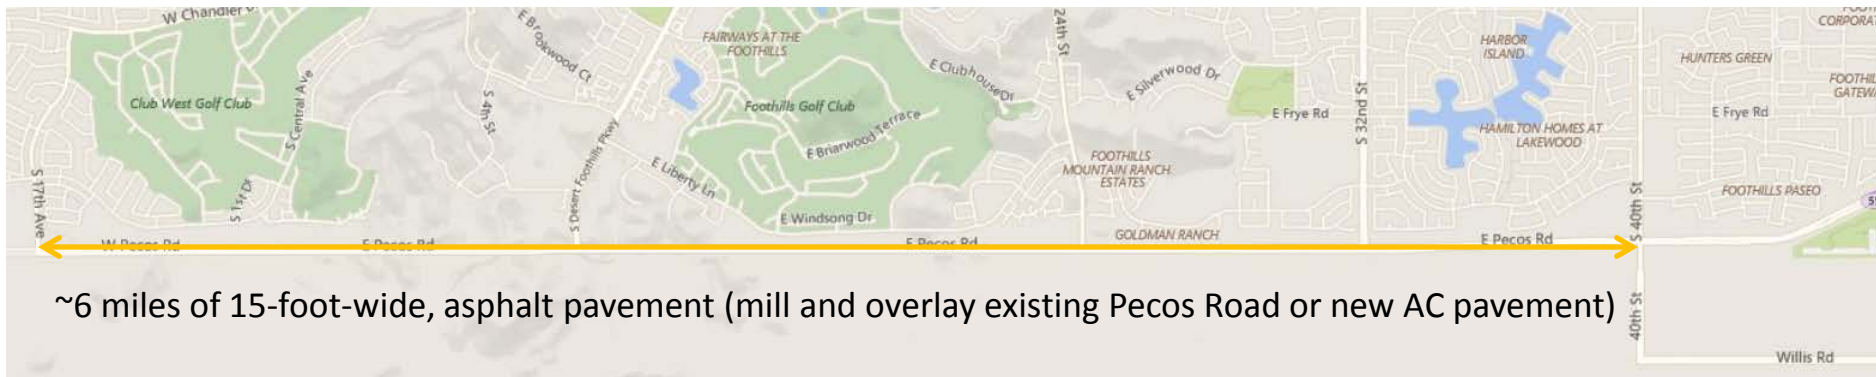 W Chandler B
E Brookwood Ct
FAIRWAYS AT THE
FOOTHILLS
24th St
HARBOR
ISLAND
CORPORAT
HUNTERS GREEN
E Clubhouse Dr
E Silverwood Dr
FOOTHIL
GATEWA
Club West Golf Club
S Central Ave
S 4th St
Foothills Golf Club
E Briarwood Terrace
E Frye Rd
S 32nd St
HAMILTON HOMES AT
LAKEWOOD
E Frye Rd
S 17th Ave
S 1st Dr
S Desert Foothills Pkwy
E Liberty Ln
FOOTHILLS
MOUNTAIN RANCH
ESTATES
S 40th St
FOOTHILLS PASEO
E Windsong Dr
W Pecos Rd
E Pecos Rd
E Pecos Rd
GOLDMAN RANCH
E Pecos Rd
~6 miles of 15-foot-wide, asphalt pavement (mill and overlay existing Pecos Road or new AC pavement)
40th St
Willis Rd